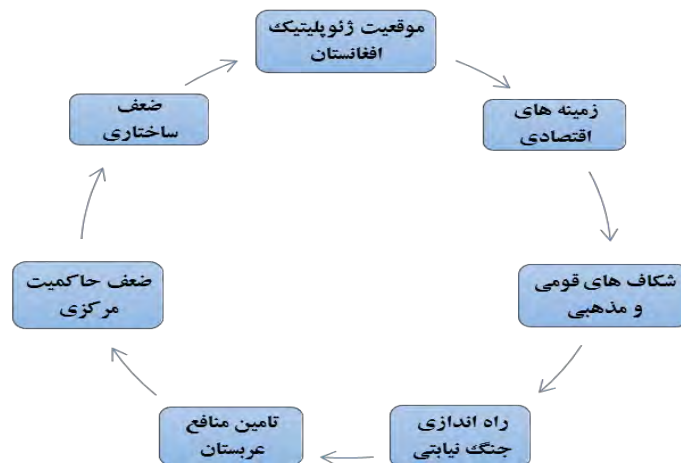 موقعیت ژئوپلیتیک
افغانستان
زمینه های
اقتصادی
شکاف های قومی
و مذهبی
راه اندازی
جنگ نیابتی
تامین منافع
عربستان
ضعف حاکمیت
مرکزی
ضعف
ساختاری